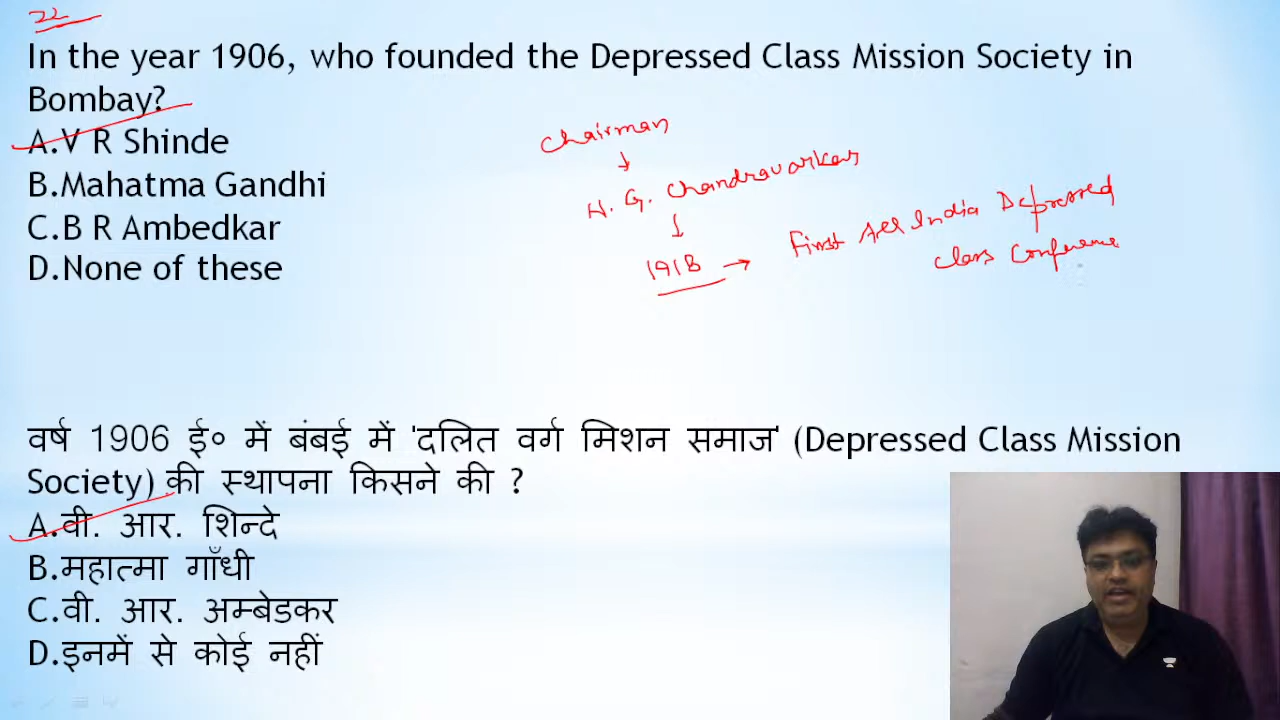 22
In the year 1906, who founded the Depressed Class Mission Society in
Bombay?
A.V R Shinde
B.Mahatma Gandhi
C.B R Ambedkar
D.None of these
Chairman
↓
N. G. Chandravarkar
↓
1918 → First All India Depressed
Class Conference
वर्ष 1906 ई० में बंबई में 'दलित वर्ग मिशन समाज' (Depressed Class Mission
Society) की स्थापना किसने की ?
A.वी. आर. शिन्दे
B.महात्मा गाँधी
C.वी. आर. अम्बेडकर
D.इनमें से कोई नहीं